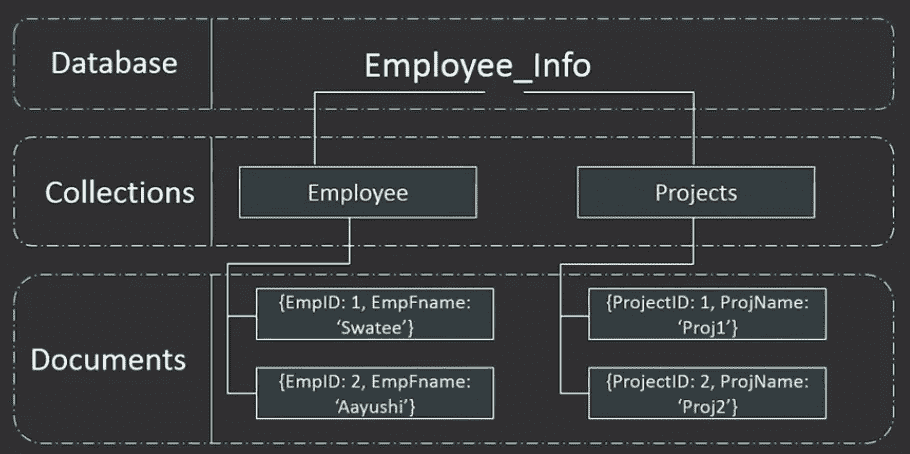 Database
Employee_Info
Collections
Employee
Projects
Documents
{EmpID: 1, EmpFname:
‘Swatee’}
{ProjectID: 1, ProjName:
‘Proj1’}
{EmpID: 2, EmpFname:
‘Aayushi’}
{ProjectID: 2, ProjName:
‘Proj2’}